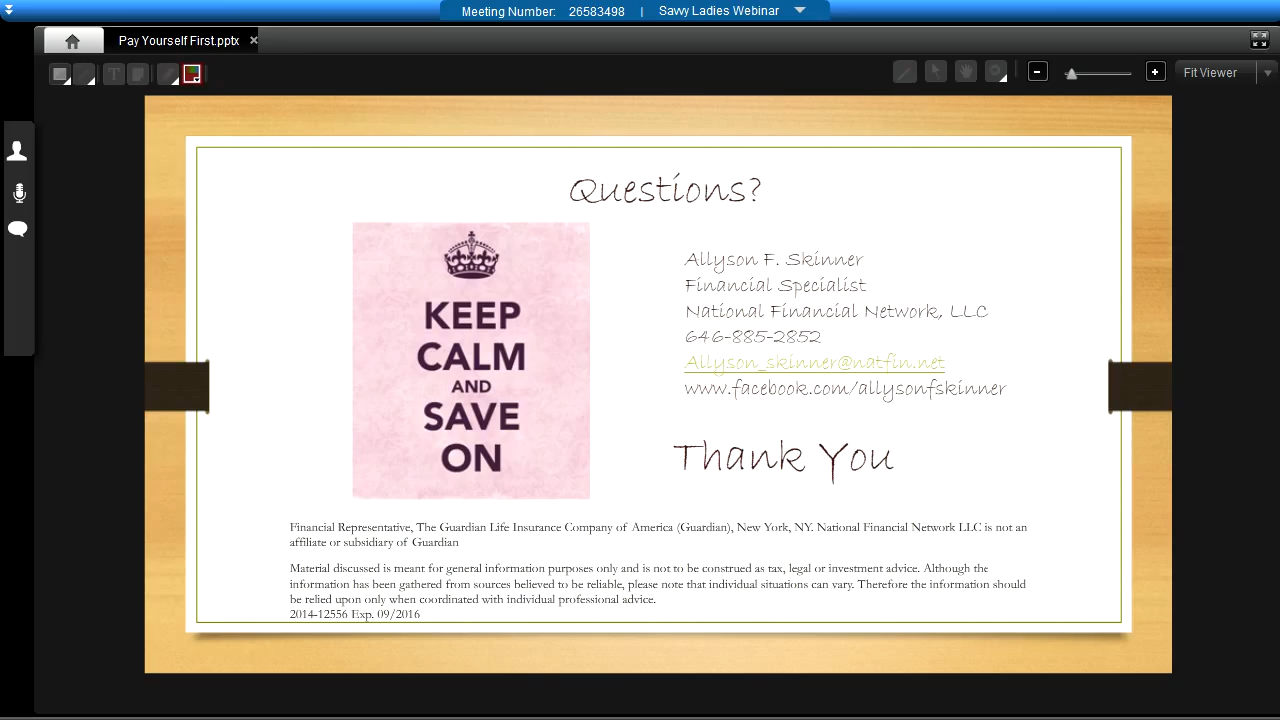 Meeting Number: 26583498 | Savvy Ladies Webinar
Pay Yourself First.pptx
T
Fit Viewer
Questions?
KEEP
CALM
AND
SAVE
ON
Allyson F. Skinner
Financial Specialist
National Financial Network, LLC
646-885-2852
Allyson_skinner@natfin.net
www.facebook.com/allysonfskinner
Thank You
Financial Representative, The Guardian Life Insurance Company of America (Guardian), New York, NY. National Financial Network LLC is not an
affiliate or subsidiary of Guardian
Material discussed is meant for general information purposes only and is not to be construed as tax, legal or investment advice. Although the
information has been gathered from sources believed to be reliable, please note that individual situations can vary. Therefore the information should
be relied upon only when coordinated with individual professional advice.
2014-12556 Exp. 09/2016